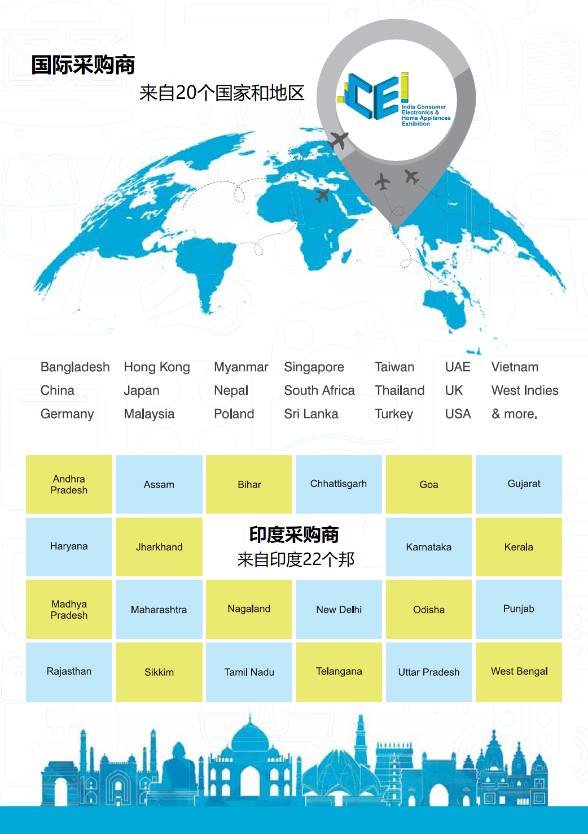 国际采购商
来自20个国家和地区
ICEI
India Consumer
Electronics &
Home Appliances
Exhibition
Bangladesh Hong Kong Myanmar Singapore Taiwan UAE Vietnam
China Japan Nepal South Africa Thailand UK West Indies
Germany Malaysia Poland Sri Lanka Turkey USA & more.
Andhra
Pradesh
Assam
Bihar
Chhattisgarh
Goa
Gujarat
Haryana
Jharkhand
印度采购商
来自印度22个邦
Karnataka
Kerala
Madhya
Pradesh
Maharashtra
Nagaland
New Delhi
Odisha
Punjab
Rajasthan
Sikkim
Tamil Nadu
Telangana
Uttar Pradesh
West Bengal